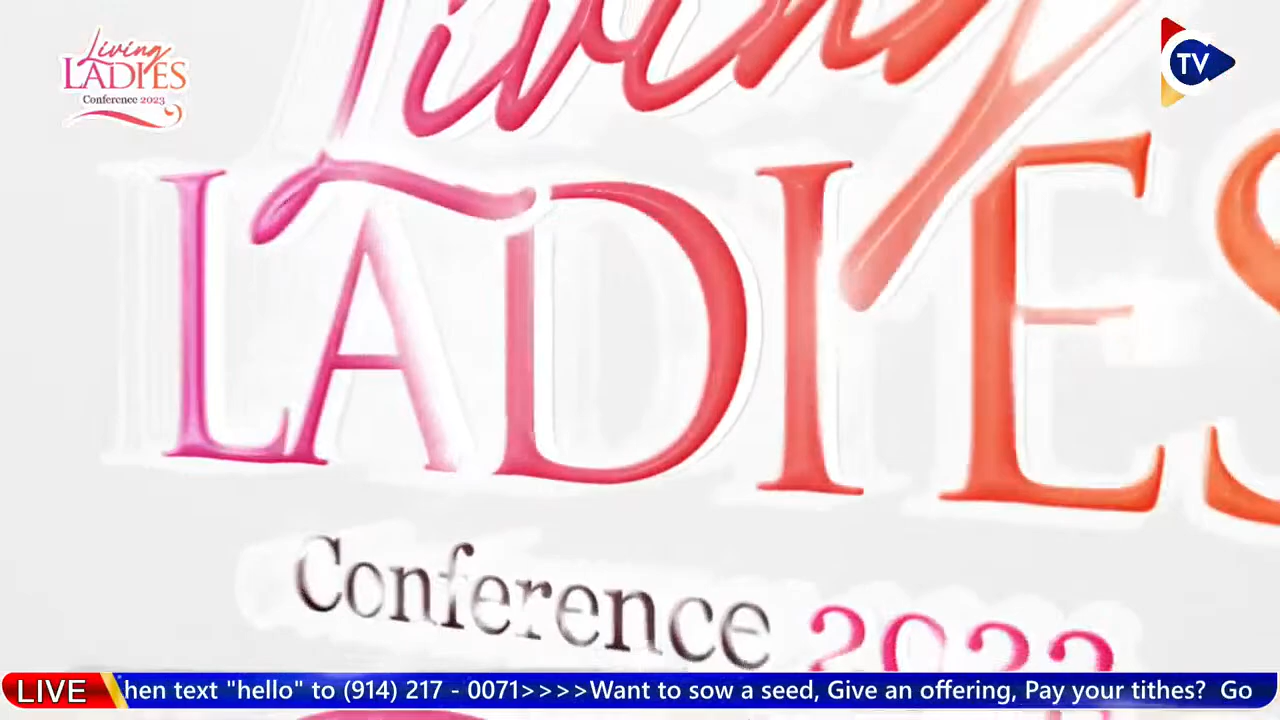 Living
LADIES
Conference 2023
TV
Living
LADIES
Conference 2023
LIVE
hen text "hello" to (914) 217 - 0071>>>>Want to sow a seed, Give an offering, Pay your tithes? Go